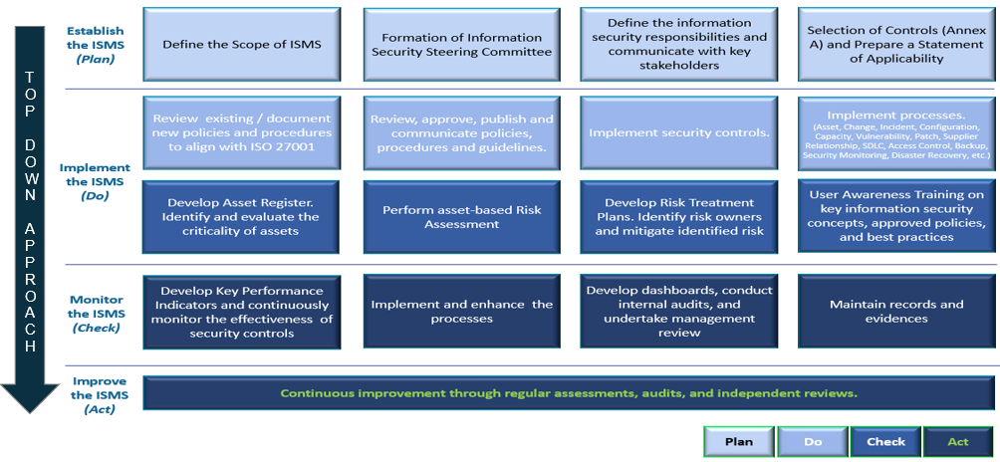 TOP DOWN APPROACH
Establish
the ISMS
(Plan)
Define the Scope of ISMS
Formation of Information
Security Steering Committee
Define the information
security responsibilities and
communicate with key
stakeholders
Selection of Controls (Annex
A) and Prepare a Statement
of Applicability
Implement
the ISMS
(Do)
Review existing / document
new policies and procedures
to align with ISO 27001
Review, approve, publish and
communicate policies,
procedures and guidelines.
Implement security controls.
Implement processes.
(Asset, Change, Incident, Configuration,
Capacity, Vulnerability, Patch, Supplier
Relationship, SDLC, Access Control, Backup,
Security Monitoring, Disaster Recovery, etc.)
Develop Asset Register.
Identify and evaluate the
criticality of assets
Perform asset-based Risk
Assessment
Develop Risk Treatment
Plans. Identify risk owners
and mitigate identified risk
User Awareness Training on
key information security
concepts, approved policies,
and best practices
Monitor
the ISMS
(Check)
Develop Key Performance
Indicators and continuously
monitor the effectiveness of
security controls
Implement and enhance the
processes
Develop dashboards, conduct
internal audits, and
undertake management
review
Maintain records and
evidences
Improve
the ISMS
(Act)
Continuous improvement through regular assessments, audits, and independent reviews.
Plan
Do
Check
Act